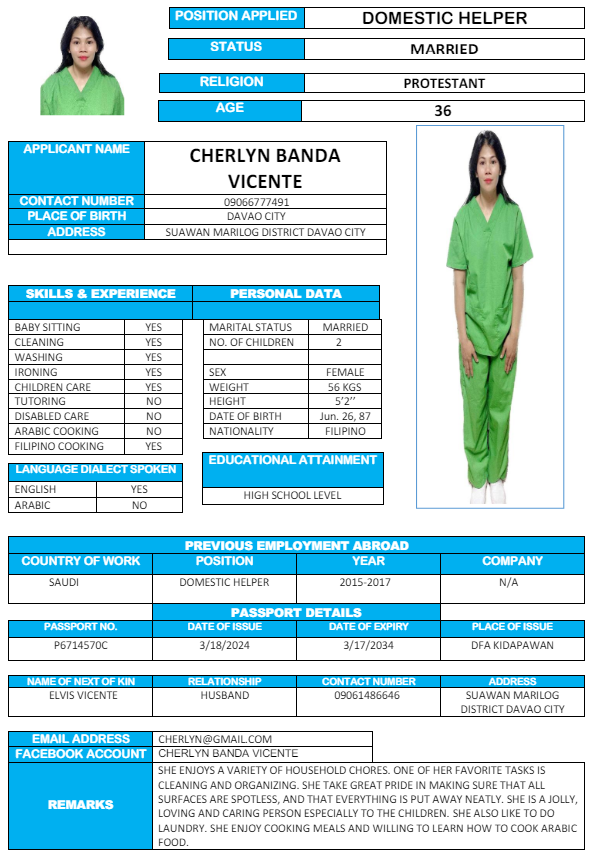 POSITION APPLIED DOMESTIC HELPER
STATUS MARRIED
RELIGION PROTESTANT
AGE 36
APPLICANT NAME CHERLYN BANDA
VICENTE
CONTACT NUMBER 09066777491
PLACE OF BIRTH DAVAO CITY
ADDRESS SUAWAN MARILOG DISTRICT DAVAO CITY
SKILLS & EXPERIENCE PERSONAL DATA
BABY SITTING YES MARITAL STATUS MARRIED
CLEANING YES NO. OF CHILDREN 2
WASHING YES
IRONING YES SEX FEMALE
CHILDREN CARE YES WEIGHT 56 KGS
TUTORING NO HEIGHT 5'2''
DISABLED CARE NO DATE OF BIRTH Jun. 26, 87
ARABIC COOKING NO NATIONALITY FILIPINO
FILIPINO COOKING YES
LANGUAGE DIALECT SPOKEN EDUCATIONAL ATTAINMENT
ENGLISH YES HIGH SCHOOL LEVEL
ARABIC NO
PREVIOUS EMPLOYMENT ABROAD
COUNTRY OF WORK POSITION YEAR COMPANY
SAUDI DOMESTIC HELPER 2015-2017 N/A
PASSPORT DETAILS
PASSPORT NO. DATE OF ISSUE DATE OF EXPIRY PLACE OF ISSUE
P6714570C 3/18/2024 3/17/2034 DFA KIDAPAWAN
NAME OF NEXT OF KIN RELATIONSHIP CONTACT NUMBER ADDRESS
ELVIS VICENTE HUSBAND 09061486646 SUAWAN MARILOG
DISTRICT DAVAO CITY
EMAIL ADDRESS CHERLYN@GMAIL.COM
FACEBOOK ACCOUNT CHERLYN BANDA VICENTE
REMARKS
SHE ENJOYS A VARIETY OF HOUSEHOLD CHORES. ONE OF HER FAVORITE TASKS IS
CLEANING AND ORGANIZING. SHE TAKE GREAT PRIDE IN MAKING SURE THAT ALL
SURFACES ARE SPOTLESS, AND THAT EVERYTHING IS PUT AWAY NEATLY. SHE IS A JOLLY,
LOVING AND CARING PERSON ESPECIALLY TO THE CHILDREN. SHE ALSO LIKE TO DO
LAUNDRY. SHE ENJOY COOKING MEALS AND WILLING TO LEARN HOW TO COOK ARABIC
FOOD.